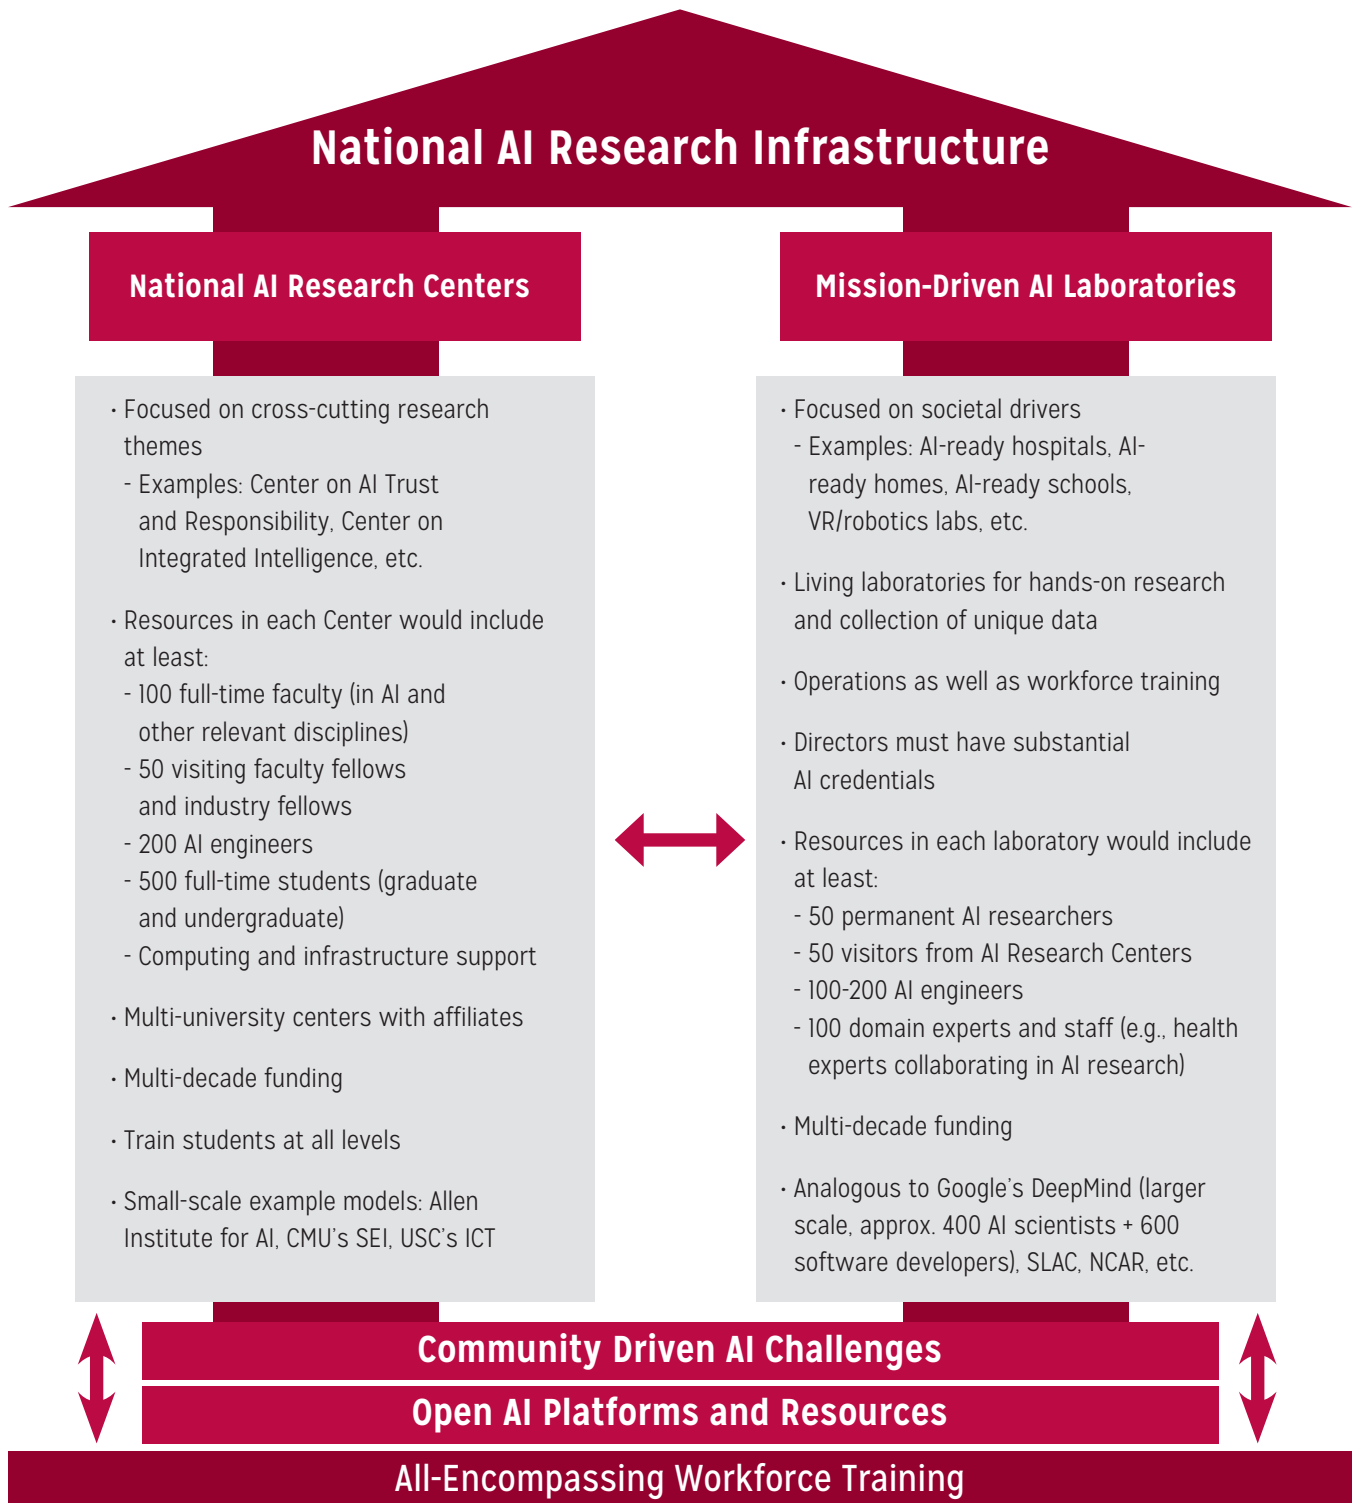 National AI Research Infrastructure
National AI Research Centers
• Focused on cross-cutting research
themes
- Examples: Center on AI Trust
and Responsibility, Center on
Integrated Intelligence, etc.
• Resources in each Center would include
at least:
- 100 full-time faculty (in AI and
other relevant disciplines)
- 50 visiting faculty fellows
and industry fellows
- 200 AI engineers
- 500 full-time students (graduate
and undergraduate)
- Computing and infrastructure support
• Multi-university centers with affiliates
• Multi-decade funding
• Train students at all levels
• Small-scale example models: Allen
Institute for AI, CMU's SEI, USC's ICT
Mission-Driven AI Laboratories
• Focused on societal drivers
- Examples: AI-ready hospitals, AI-
ready homes, AI-ready schools,
VR/robotics labs, etc.
• Living laboratories for hands-on research
and collection of unique data
• Operations as well as workforce training
• Directors must have substantial
AI credentials
• Resources in each laboratory would include
at least:
- 50 permanent AI researchers
- 50 visitors from AI Research Centers
- 100-200 AI engineers
- 100 domain experts and staff (e.g., health
experts collaborating in AI research)
• Multi-decade funding
• Analogous to Google's DeepMind (larger
scale, approx. 400 AI scientists + 600
software developers), SLAC, NCAR, etc.
Community Driven AI Challenges
Open AI Platforms and Resources
All-Encompassing Workforce Training